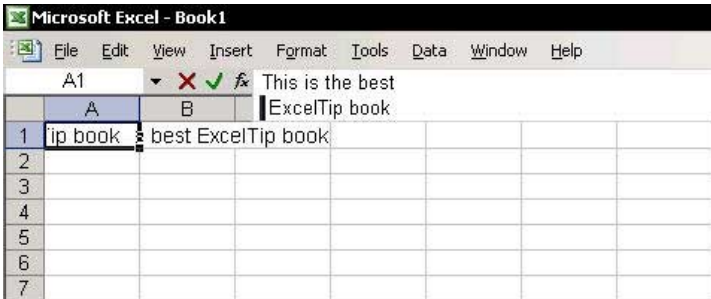 Microsoft Excel - Book1
File Edit View Insert Format Tools Data Window Help
A1 fx This is the best
ExcelTip book
A B
1 ip book best ExcelTip book
2
3
4
5
6
7